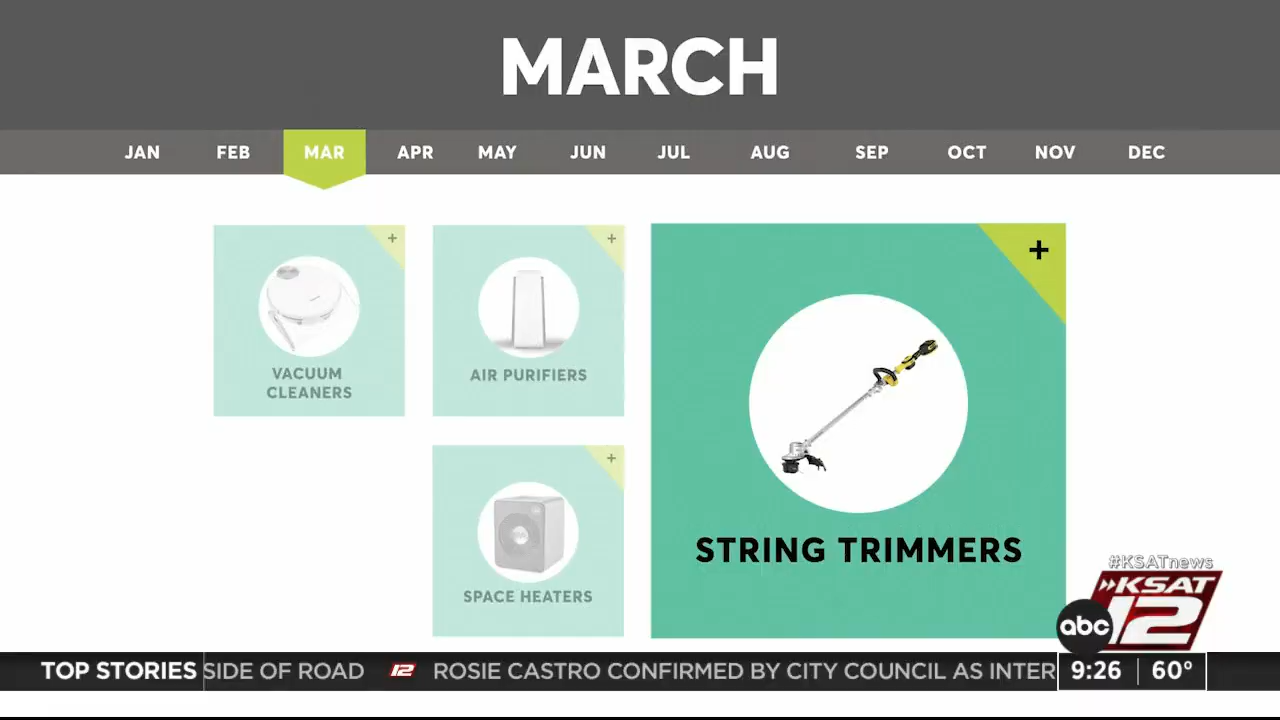 MARCH
JAN FEB MAR APR MAY JUN JUL AUG SEP OCT NOV DEC
+
+
+
VACUUM
CLEANERS
AIR PURIFIERS
+
SPACE HEATERS
STRING TRIMMERS
#KSATnews
KSAT
12
abc
TOP STORIES SIDE OF ROAD 12 ROSIE CASTRO CONFIRMED BY CITY COUNCIL AS INTER 9:26 60°